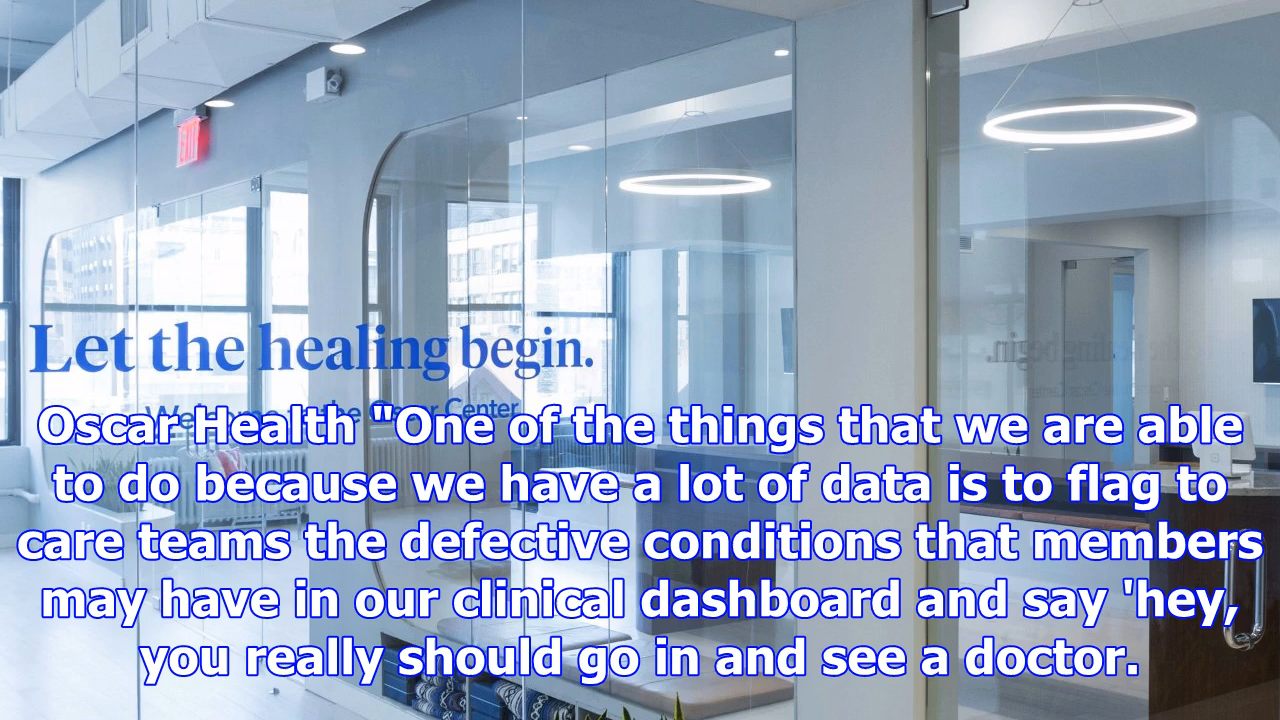 EXIT
Let the healing begin.
Oscar Health "One of the things that we are able
to do because we have a lot of data is to flag to
care teams the defective conditions that members
may have in our clinical dashboard and say 'hey,
you really should go in and see a doctor.